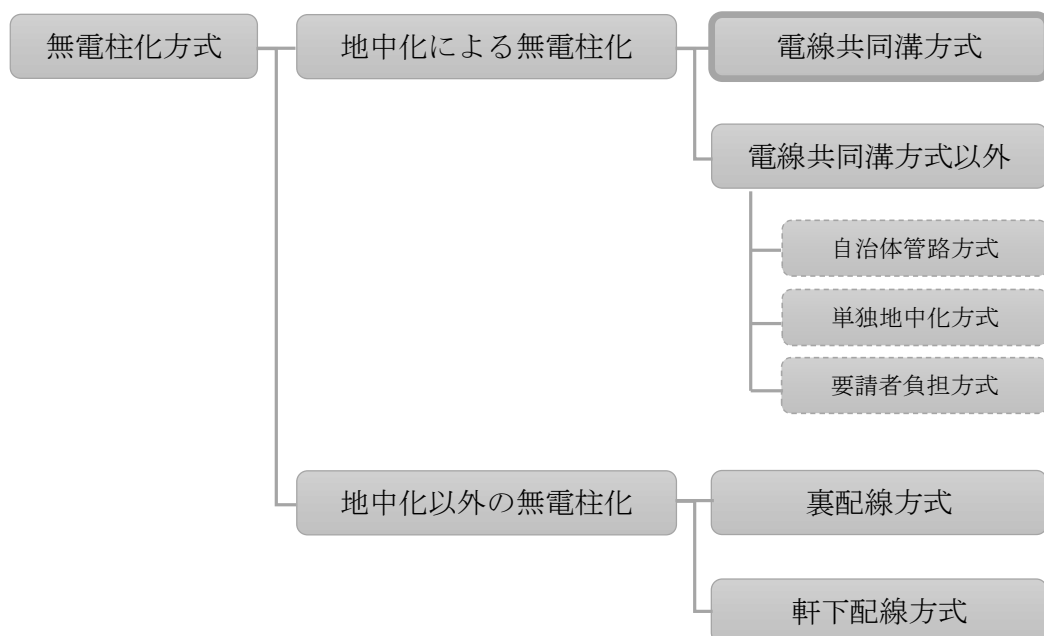 無電柱化方式
地中化による無電柱化
電線共同溝方式
電線共同溝方式以外
自治体管路方式
単独地中化方式
要請者負担方式
地中化以外の無電柱化
裏配線方式
軒下配線方式